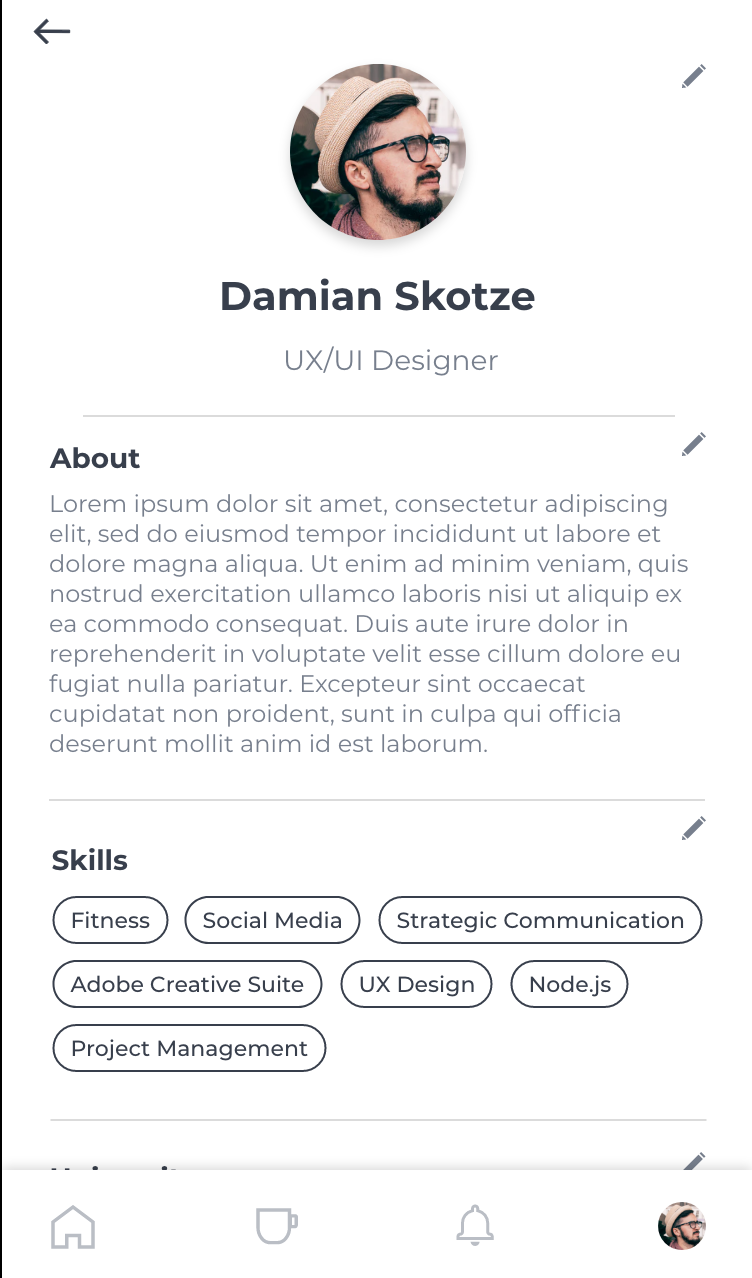 Damian Skotze
UX/UI Designer
About
Lorem ipsum dolor sit amet, consectetur adipiscing
elit, sed do eiusmod tempor incididunt ut labore et
dolore magna aliqua. Ut enim ad minim veniam, quis
nostrud exercitation ullamco laboris nisi ut aliquip ex
ea commodo consequat. Duis aute irure dolor in
reprehenderit in voluptate velit esse cillum dolore eu
fugiat nulla pariatur. Excepteur sint occaecat
cupidatat non proident, sunt in culpa qui officia
deserunt mollit anim id est laborum.
Skills
Fitness Social Media Strategic Communication
Adobe Creative Suite UX Design Node.js
Project Management